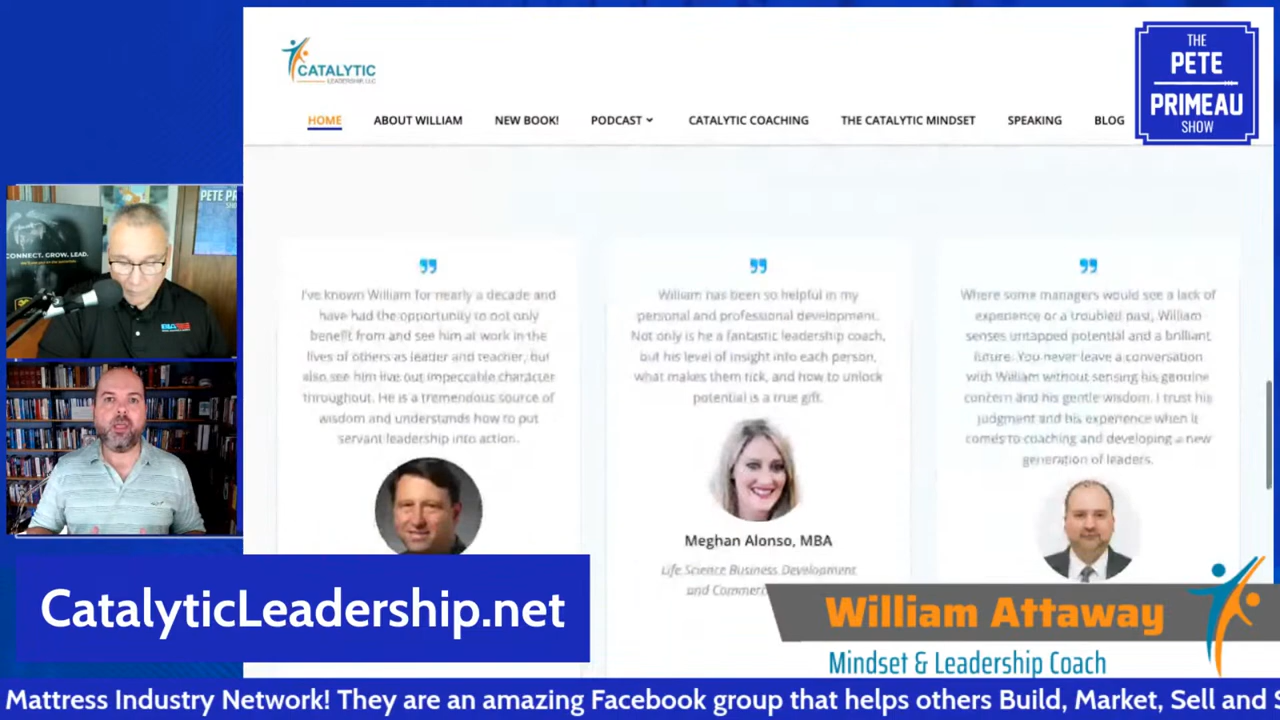 THE
PETE
PRIMEAU
SHOW
CATALYTIC
LEADERSHIP, LLC
HOME ABOUT WILLIAM NEW BOOK! PODCAST CATALYTIC COACHING THE CATALYTIC MINDSET SPEAKING BLOG
PETE PR
CONNECT. GROW. LEAD.
I've known William for nearly a decade and
have had the opportunity to not only
benefit from and see him at work in the
lives of others as leader and teacher, but
also see him live out impeccable character
throughout. He is a tremendous source of
wisdom and understands how to put
servant leadership into action.
William has been so helpful in my
personal and professional development.
Not only is he a fantastic leadership coach,
but his level of insight into each person,
what makes them tick, and how to unlock
potential is a true gift.
Meghan Alonso, MBA
Life Science Business Development
and Commerc
Where some managers would see a lack of
experience or a troubled past, William
senses untapped potential and a brilliant
future. You never leave a conversation
with William without sensing his genuine
concern and his gentle wisdom. I trust his
judgment and his experience when it
comes to coaching and developing a new
generation of leaders.
CatalyticLeadership.net
William Attaway
Mindset & Leadership Coach
Mattress Industry Network! They are an amazing Facebook group that helps others Build, Market, Sell and S